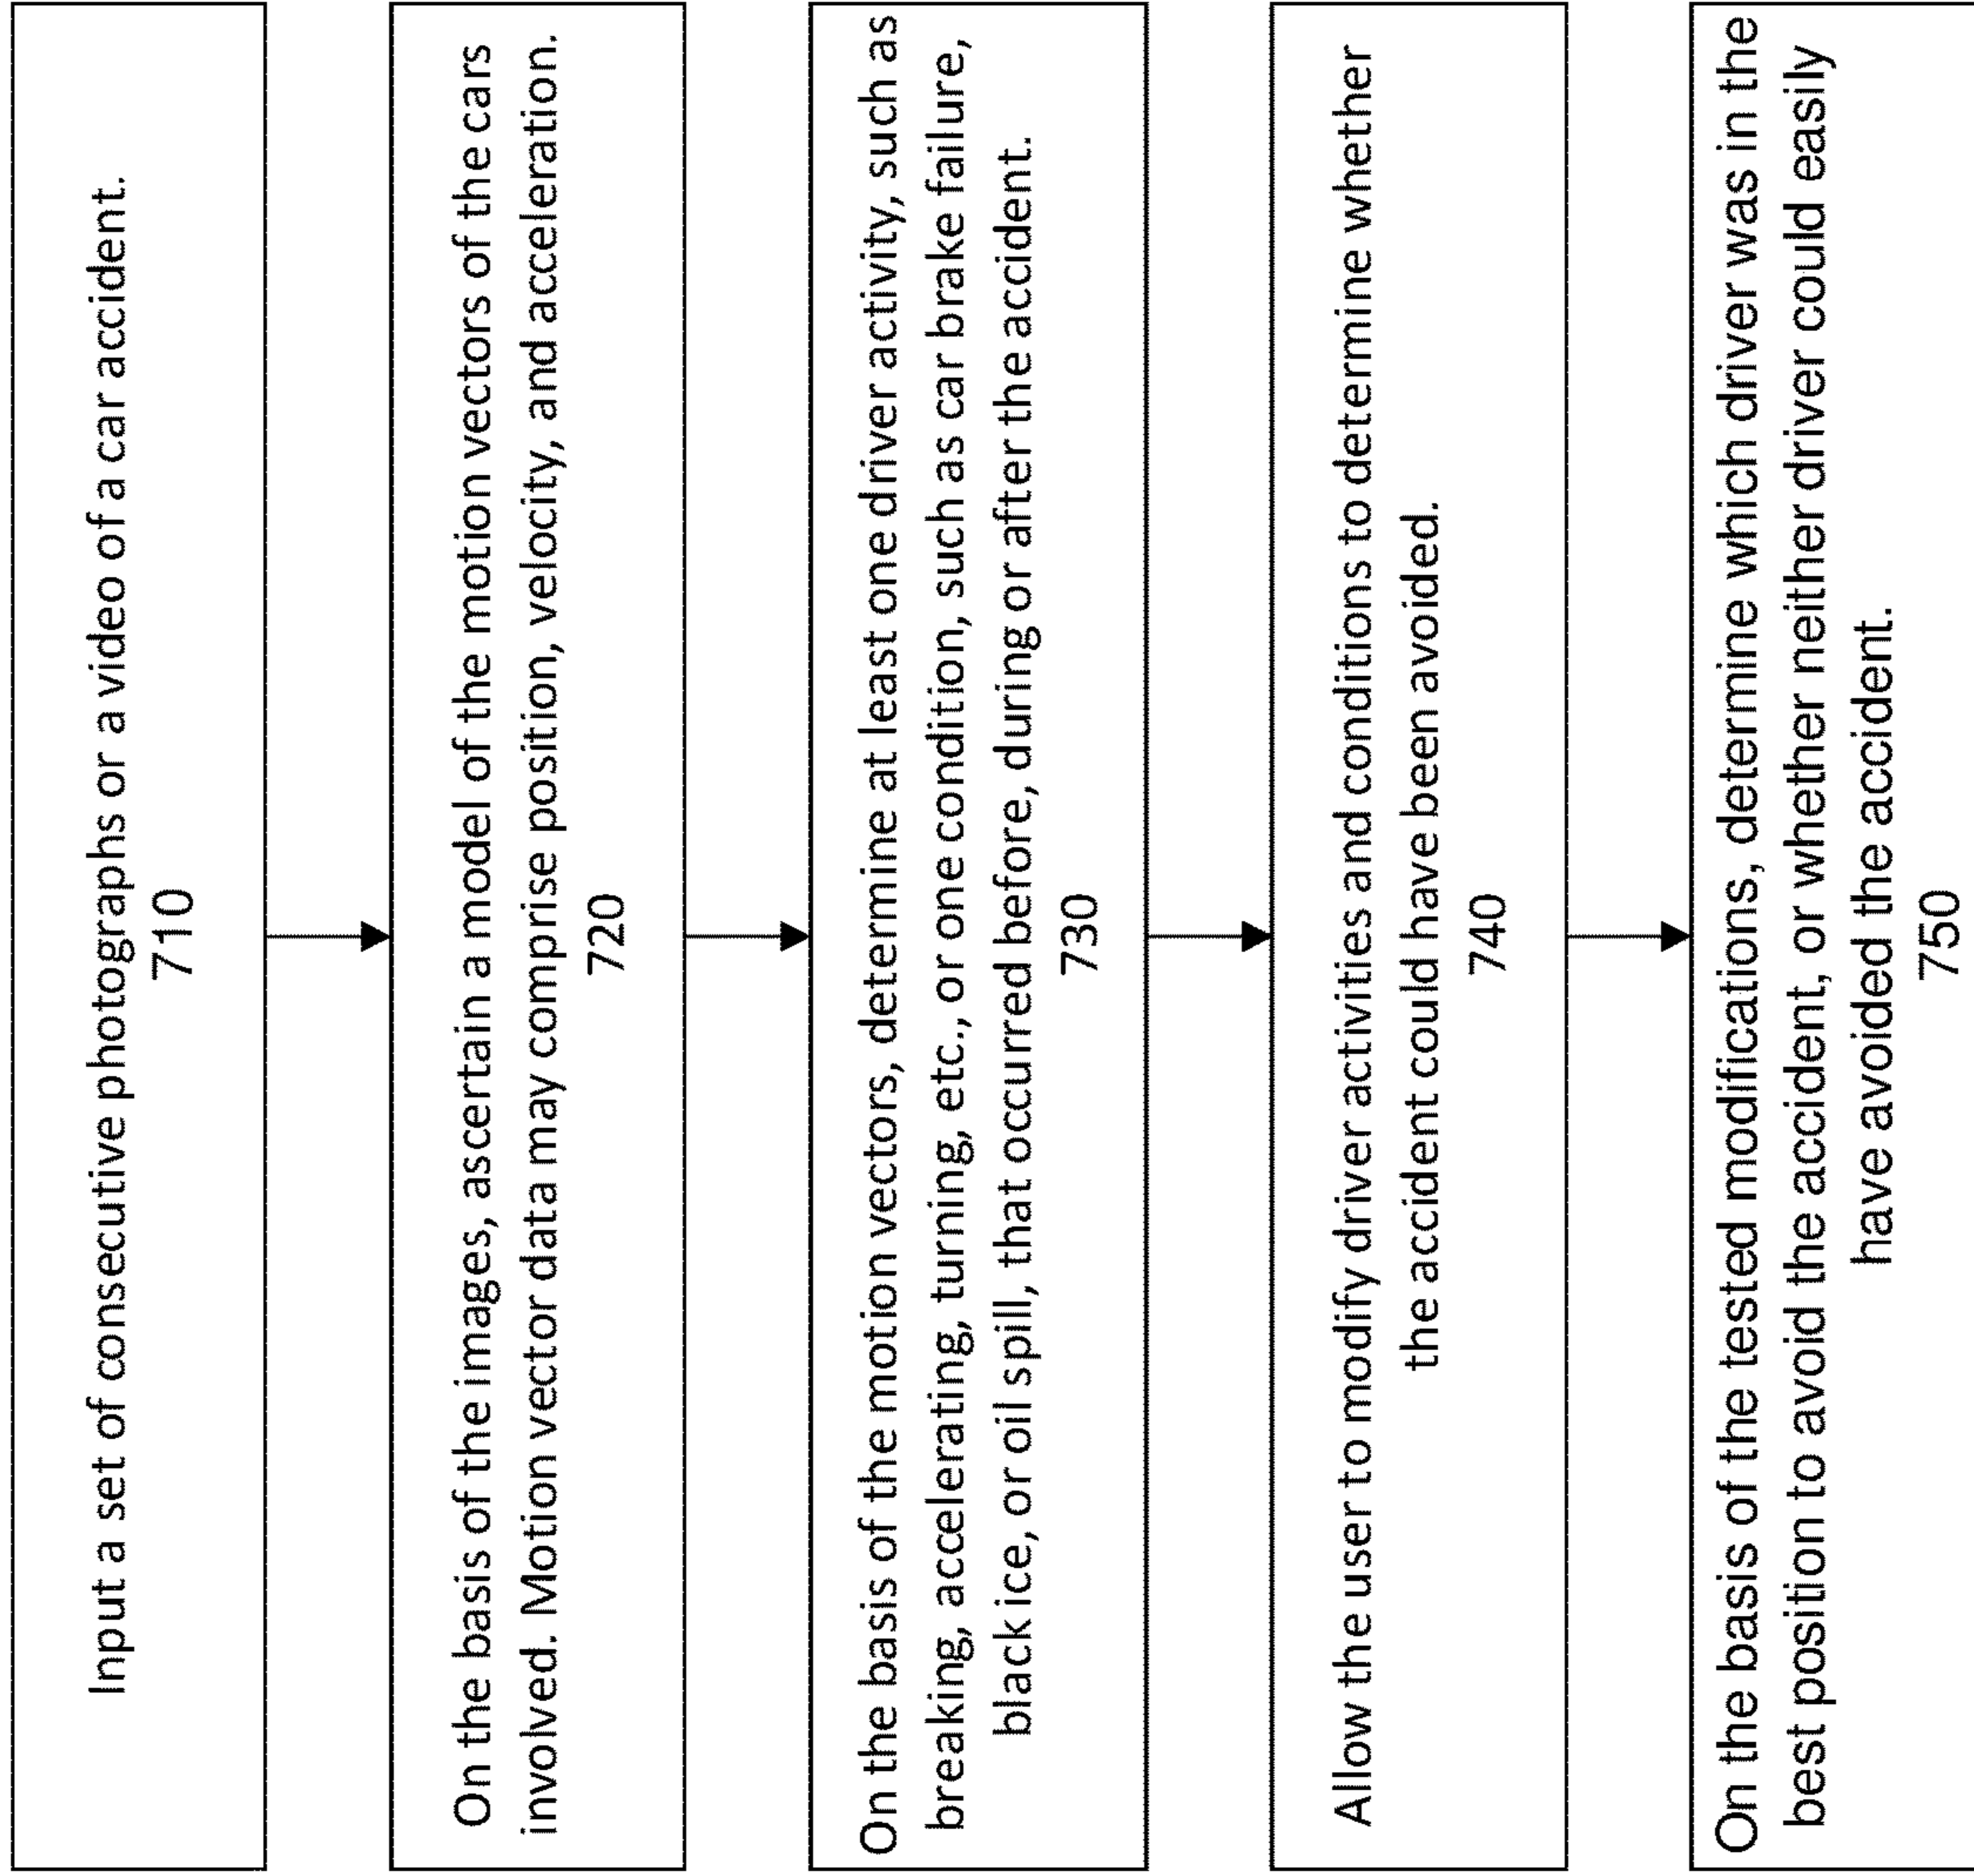 Input a set of consecutive photographs or a video of a car accident.
710
On the basis of the images, ascertain a model of the motion vectors of the cars
involved. Motion vector data may comprise position, velocity, and acceleration.
720
On the basis of the motion vectors, determine at least one driver activity, such as
breaking, accelerating, turning, etc., or one condition, such as car brake failure,
black ice, or oil spill, that occurred before, during or after the accident.
730
Allow the user to modify driver activities and conditions to determine whether
the accident could have been avoided.
740
On the basis of the tested modifications, determine which driver was in the
best position to avoid the accident, or whether neither driver could easily
have avoided the accident.
750